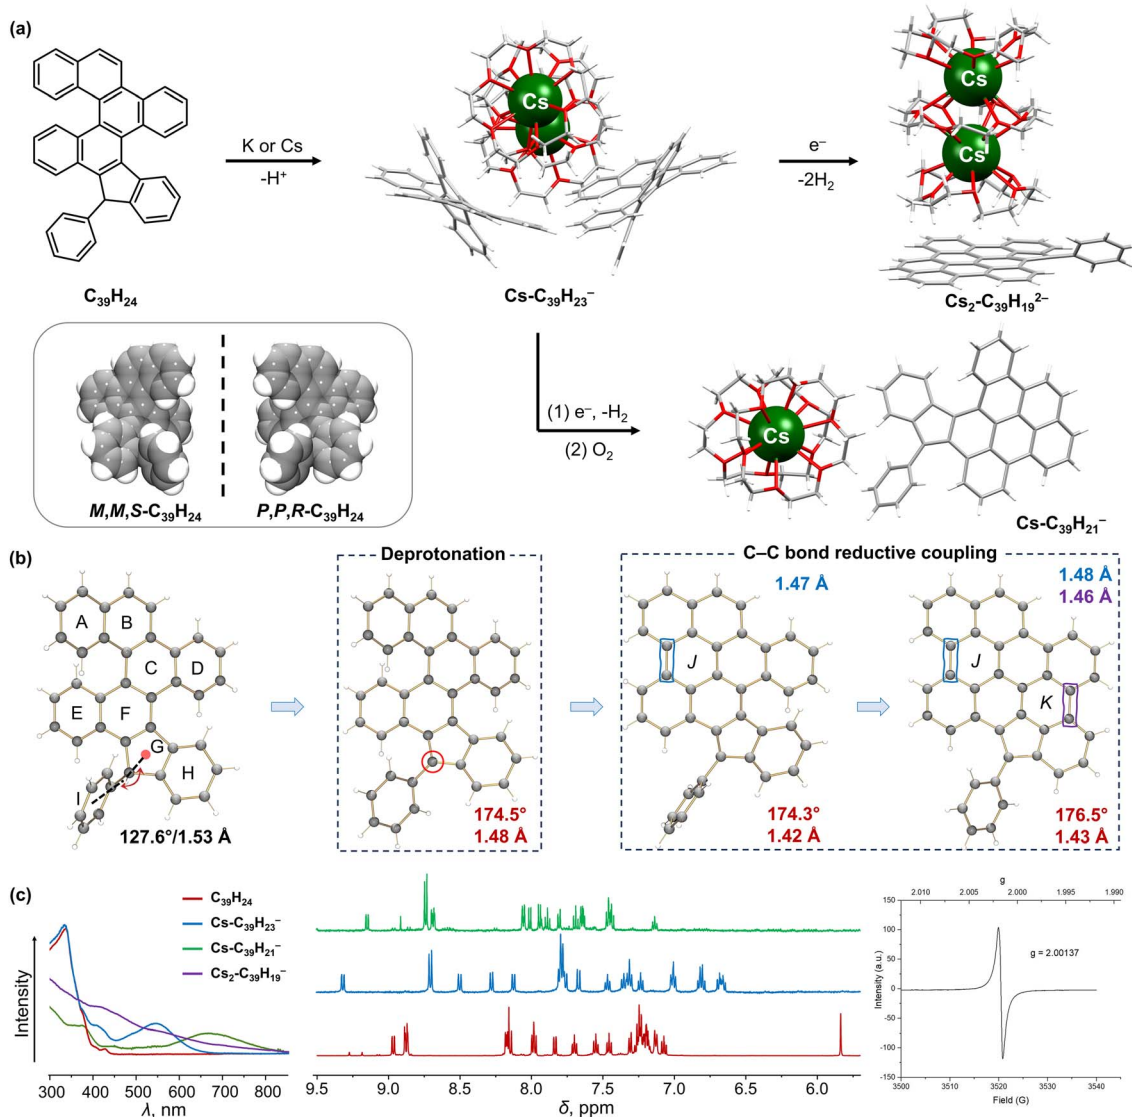 (a)
K or Cs
-H⁺
e⁻
-2H₂
Cs
Cs
Cs
C₃₉H₂₄
Cs-C₃₉H₂₃⁻
Cs₂-C₃₉H₁₉²⁻
(1) e⁻, -H₂
(2) O₂
Cs
M,M,S-C₃₉H₂₄
P,P,R-C₃₉H₂₄
Cs-C₃₉H₂₁⁻
(b)
Deprotonation
C–C bond reductive coupling
A
B
C
D
E
F
G
H
I
127.6°/1.53 Å
174.5°
1.48 Å
1.47 Å
J
174.3°
1.42 Å
1.48 Å
1.46 Å
J
K
176.5°
1.43 Å
(c)
C₃₉H₂₄
Cs-C₃₉H₂₃⁻
Cs-C₃₉H₂₁⁻
Cs₂-C₃₉H₁₉⁻
Intensity
300 400 500 600 700 800
λ, nm
9.5 9.0 8.5 8.0 7.5 7.0 6.5 6.0
δ, ppm
g
2.010 2.005 2.000 1.995 1.990
150
100
50
0
-50
-100
-150
Intensity (a.u.)
g = 2.00137
3500 3510 3520 3530 3540
Field (G)